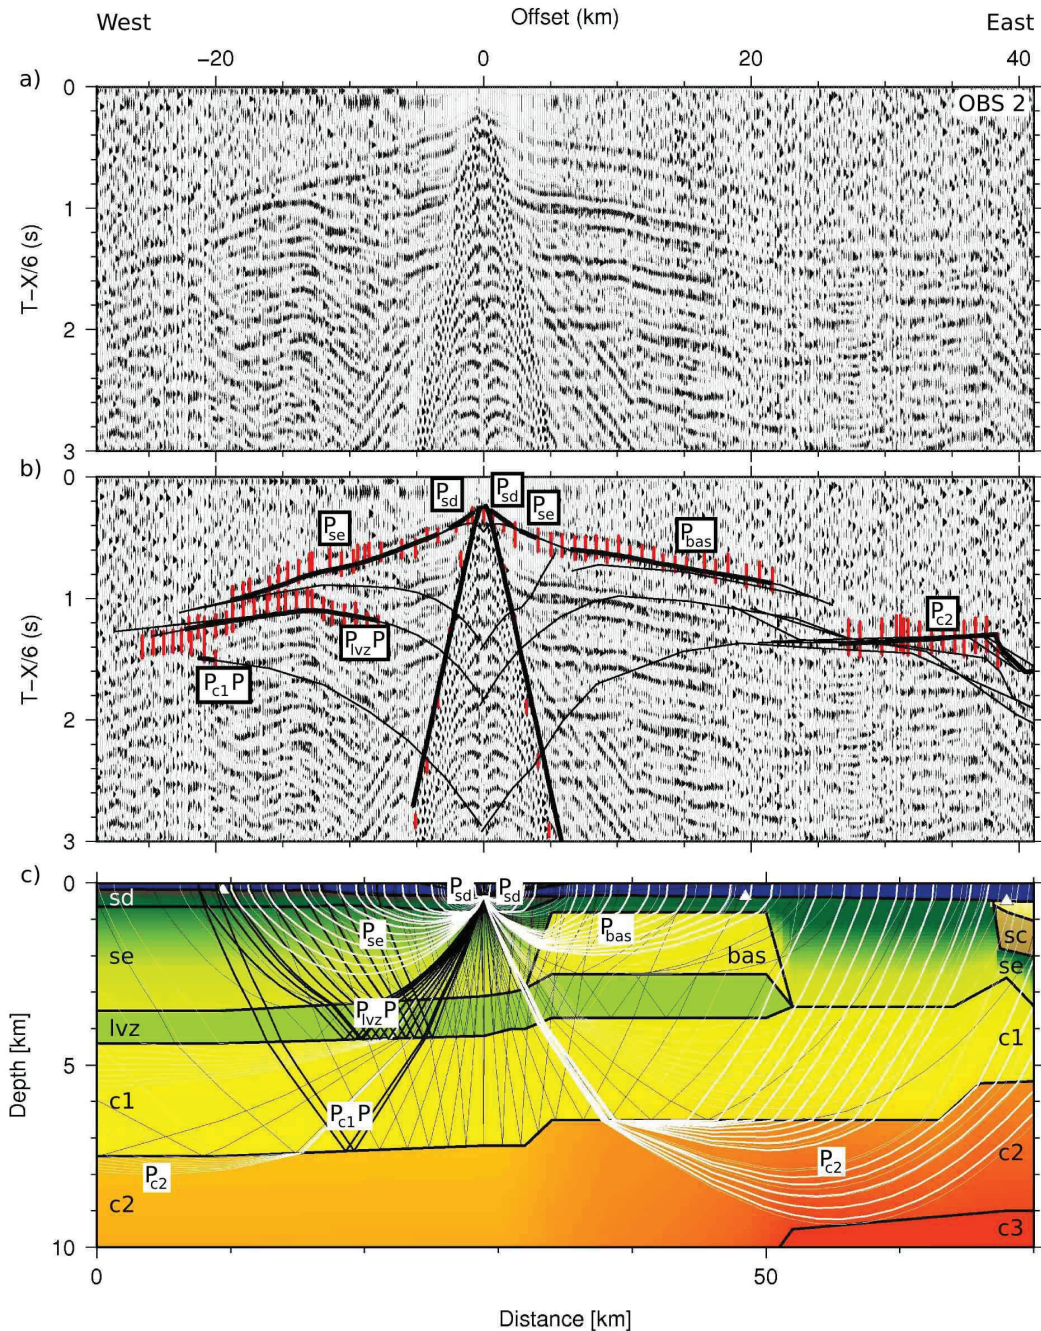 West Offset (km) East
−20 0 20 40
a)
OBS 2
0
1
2
3
T−X/6 (s)
b)
0
1
2
3
T−X/6 (s)
Psd Psd
Pse Pse
Pbas
Pc2
PlvzP
Pc1P
c)
0
5
10
Depth [km]
sd
Psd Psd
Pse
Pbas
se
bas
sc
se
lvz
PlvzP
c1
c1
Pc1P
Pc2
Pc2
c2
c2
c3
0 50
Distance [km]